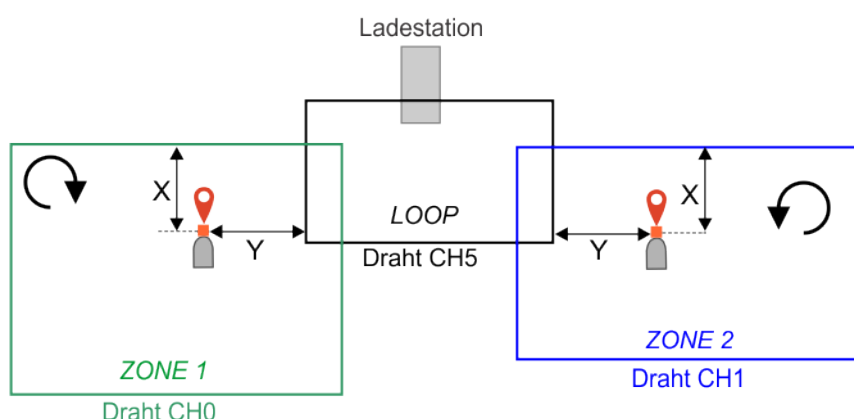 Ladestation
X
X
LOOP
Y
Draht CH5
Y
ZONE 1
ZONE 2
Draht CH1
Draht CH0